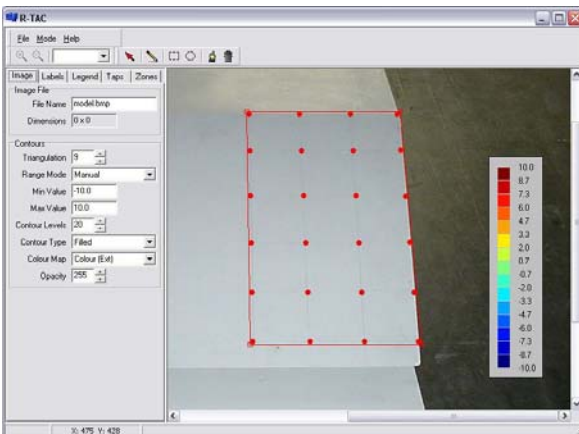 R-TAC
File Mode Help
Image Labels Legend Taps Zones
Image File
File Name model.bmp
Dimensions 0 x 0
Contours
Triangulation 9
Range Mode Manual
Min Value -10.0
Max Value 10.0
Contour Levels 20
Contour Type Filled
Colour Map Colour (Ext)
Opacity 255
10.0
8.7
7.3
6.0
4.7
3.3
2.0
0.7
-0.7
-2.0
-3.3
-4.7
-6.0
-7.3
-8.7
-10.0
X: 475 Y: 428